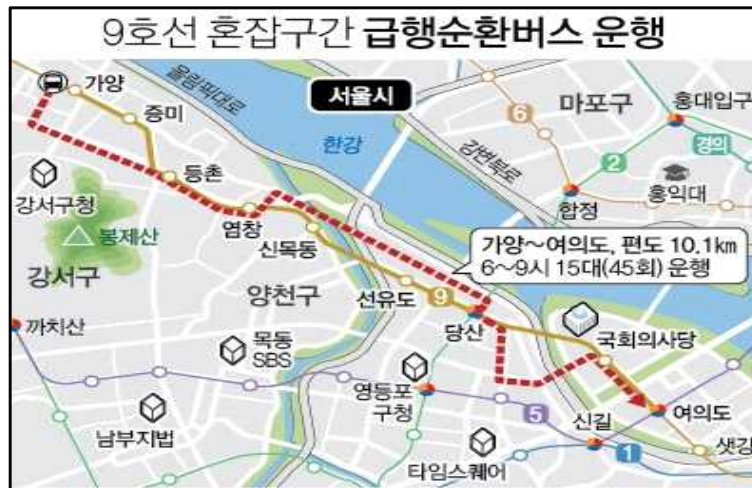 9호선 혼잡구간 급행순환버스 운행
가양
증미
올림픽대로
서울시
마포구
홍대입구
6
2
경의
한강
강변북로
홍익대
합정
등촌
강서구청
봉제산
염창
신목동
가양~여의도, 편도 10.1km
6~9시 15대(45회) 운행
강서구
양천구
선유도
9
당산
국회의사당
까치산
목동
SBS
영등포
구청
5
신길
여의도
남부지법
타임스퀘어
1
샛강